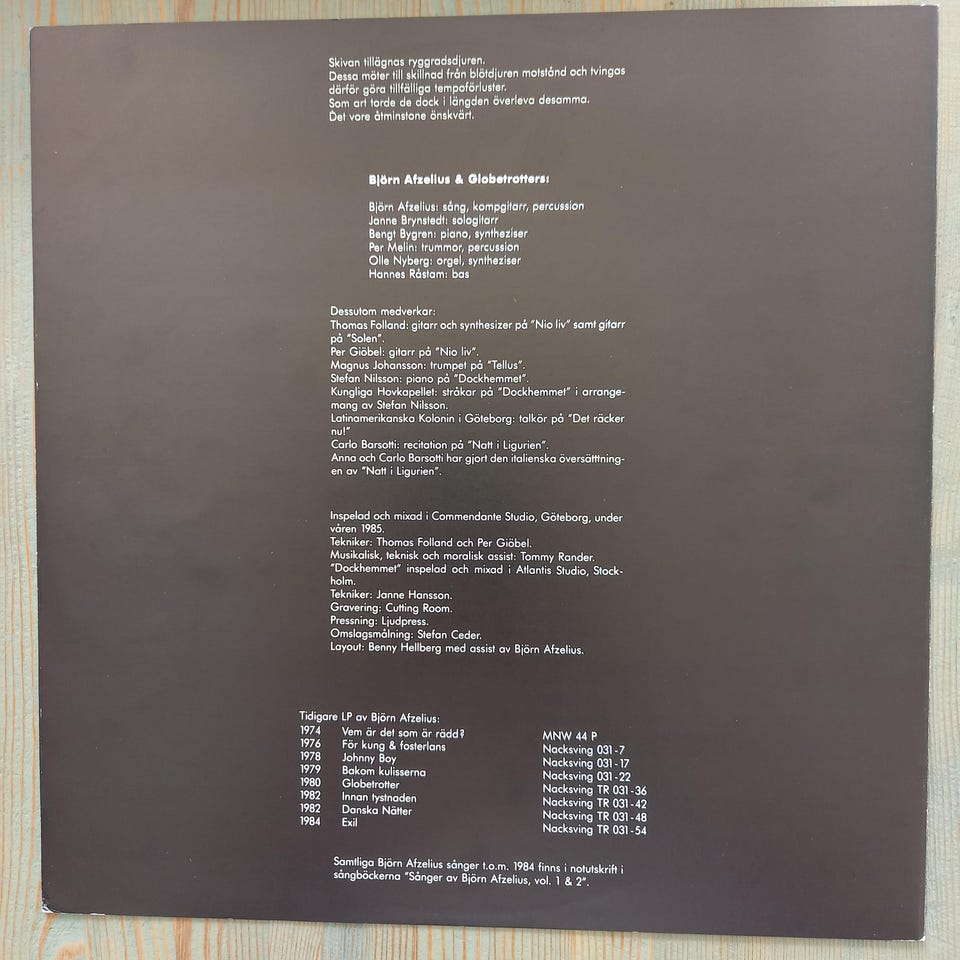 Skivan tillägnas ryggradsdjuren.
Dessa möter till skillnad från blötdjuren motstånd och tvingas
därför göra tillfälliga tempoförluster.
Som art torde de dock i längden överleva desamma.
Det vore åtminstone önskvärt.
Björn Afzelius & Globetrotters:
Björn Afzelius: sång, kompgitarr, percussion
Janne Brynstedt: sologitarr
Bengt Bygren: piano, syntheziser
Per Melin: trummor, percussion
Olle Nyberg: orgel, syntheziser
Hannes Råstam: bas
Dessutom medverkar:
Thomas Folland: gitarr och synthesizer på "Nio liv" samt gitarr
på "Solen".
Per Giöbel: gitarr på "Nio liv".
Magnus Johansson: trumpet på "Tellus".
Stefan Nilsson: piano på "Dockhemmet".
Kungliga Hovkapellet: stråkar på "Dockhemmet" i arrange-
mang av Stefan Nilsson.
Latinamerikanska Kolonin i Göteborg: talkör på "Det räcker
nu!"
Carlo Barsotti: recitation på "Natt i Ligurien".
Anna och Carlo Barsotti har gjort den italienska översätttning-
en av "Natt i Ligurien".
Inspelad och mixad i Commendante Studio, Göteborg, under
våren 1985.
Tekniker: Thomas Folland och Per Giöbel.
Musikalisk, teknisk och moralisk assist: Tommy Rander.
"Dockhemmet" inspelad och mixad i Atlantis Studio, Stock-
holm.
Tekniker: Janne Hansson.
Gravering: Cutting Room.
Pressning: Ljudpress.
Omslagsmålning: Stefan Ceder.
Layout: Benny Hellberg med assist av Björn Afzelius.
Tidigare LP av Björn Afzelius:
1974 Vem är det som är rädd? MNW 44 P
1976 För kung & fosterlans Nacksving 031-7
1978 Johnny Boy Nacksving 031-17
1979 Bakom kulisserna Nacksving 031-22
1980 Globetrotter Nacksving TR 031-36
1982 Innan tystnaden Nacksving TR 031-42
1982 Danska Nätter Nacksving TR 031-48
1984 Exil Nacksving TR 031-54
Samtliga Björn Afzelius sånger t.o.m. 1984 finns i notutskrift i
sångböckerna "Sånger av Björn Afzelius, vol. 1 & 2".